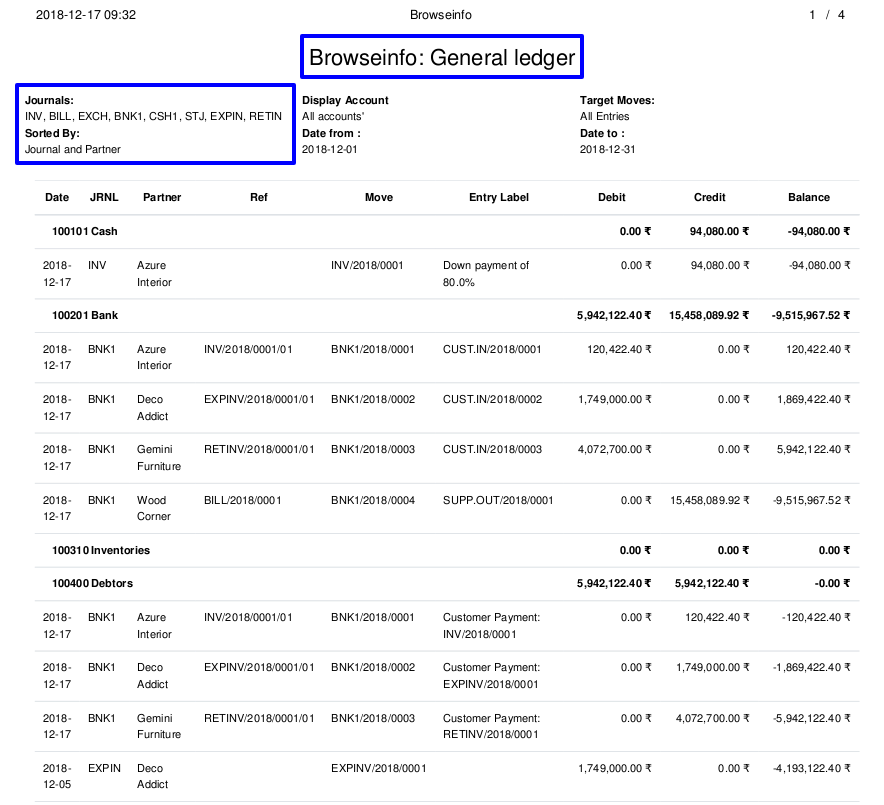 2018-12-17 09:32 Browseinfo 1 / 4
Browseinfo: General ledger
Journals: Display Account Target Moves:
INV, BILL, EXCH, BNK1, CSH1, STJ, EXPIN, RETIN All accounts' All Entries
Sorted By: Date from : Date to :
Journal and Partner 2018-12-01 2018-12-31
Date JRNL Partner Ref Move Entry Label Debit Credit Balance
100101 Cash 0.00 ₹ 94,080.00 ₹ -94,080.00 ₹
2018- INV Azure INV/2018/0001 Down payment of 0.00 ₹ 94,080.00 ₹ -94,080.00 ₹
12-17 Interior 80.0%
100201 Bank 5,942,122.40 ₹ 15,458,089.92 ₹ -9,515,967.52 ₹
2018- BNK1 Azure INV/2018/0001/01 BNK1/2018/0001 CUST.IN/2018/0001 120,422.40 ₹ 0.00 ₹ 120,422.40 ₹
12-17 Interior
2018- BNK1 Deco EXPINV/2018/0001/01 BNK1/2018/0002 CUST.IN/2018/0002 1,749,000.00 ₹ 0.00 ₹ 1,869,422.40 ₹
12-17 Addict
2018- BNK1 Gemini RETINV/2018/0001/01 BNK1/2018/0003 CUST.IN/2018/0003 4,072,700.00 ₹ 0.00 ₹ 5,942,122.40 ₹
12-17 Furniture
2018- BNK1 Wood BILL/2018/0001 BNK1/2018/0004 SUPP.OUT/2018/0001 0.00 ₹ 15,458,089.92 ₹ -9,515,967.52 ₹
12-17 Corner
100310 Inventories 0.00 ₹ 0.00 ₹ 0.00 ₹
100400 Debtors 5,942,122.40 ₹ 5,942,122.40 ₹ -0.00 ₹
2018- BNK1 Azure INV/2018/0001/01 BNK1/2018/0001 Customer Payment: 0.00 ₹ 120,422.40 ₹ -120,422.40 ₹
12-17 Interior INV/2018/0001
2018- BNK1 Deco EXPINV/2018/0001/01 BNK1/2018/0002 Customer Payment: 0.00 ₹ 1,749,000.00 ₹ -1,869,422.40 ₹
12-17 Addict EXPINV/2018/0001
2018- BNK1 Gemini RETINV/2018/0001/01 BNK1/2018/0003 Customer Payment: 0.00 ₹ 4,072,700.00 ₹ -5,942,122.40 ₹
12-17 Furniture RETINV/2018/0001
2018- EXPIN Deco EXPINV/2018/0001 1,749,000.00 ₹ 0.00 ₹ -4,193,122.40 ₹
12-05 Addict